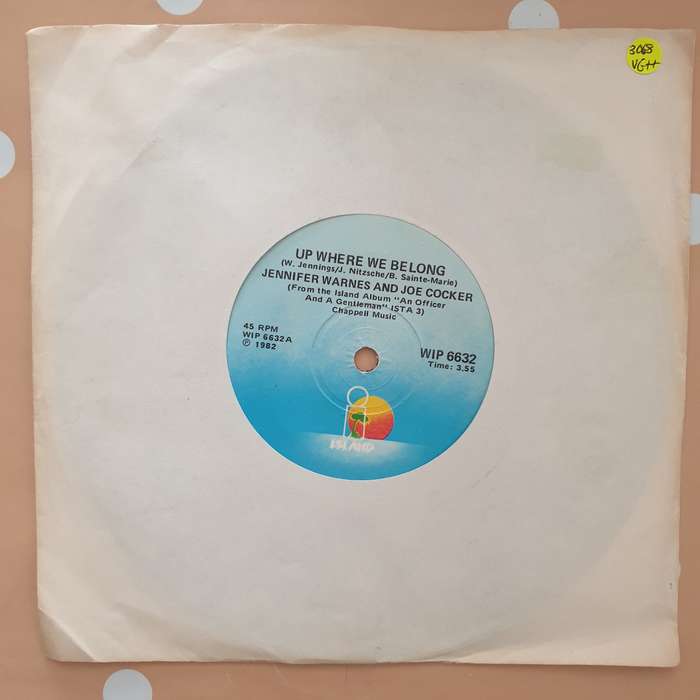 3068
VG++
UP WHERE WE BELONG
(W. Jennings/J. Nitzsche/B. Sainte-Marie)
JENNIFER WARNES AND JOE COCKER
(From the Island Album "An Officer
And A Gentleman" ISTA 3)
Chappell Music
45 RPM
WIP 6632A
℗ 1982
WIP 6632
Time: 3.55
ISLAND